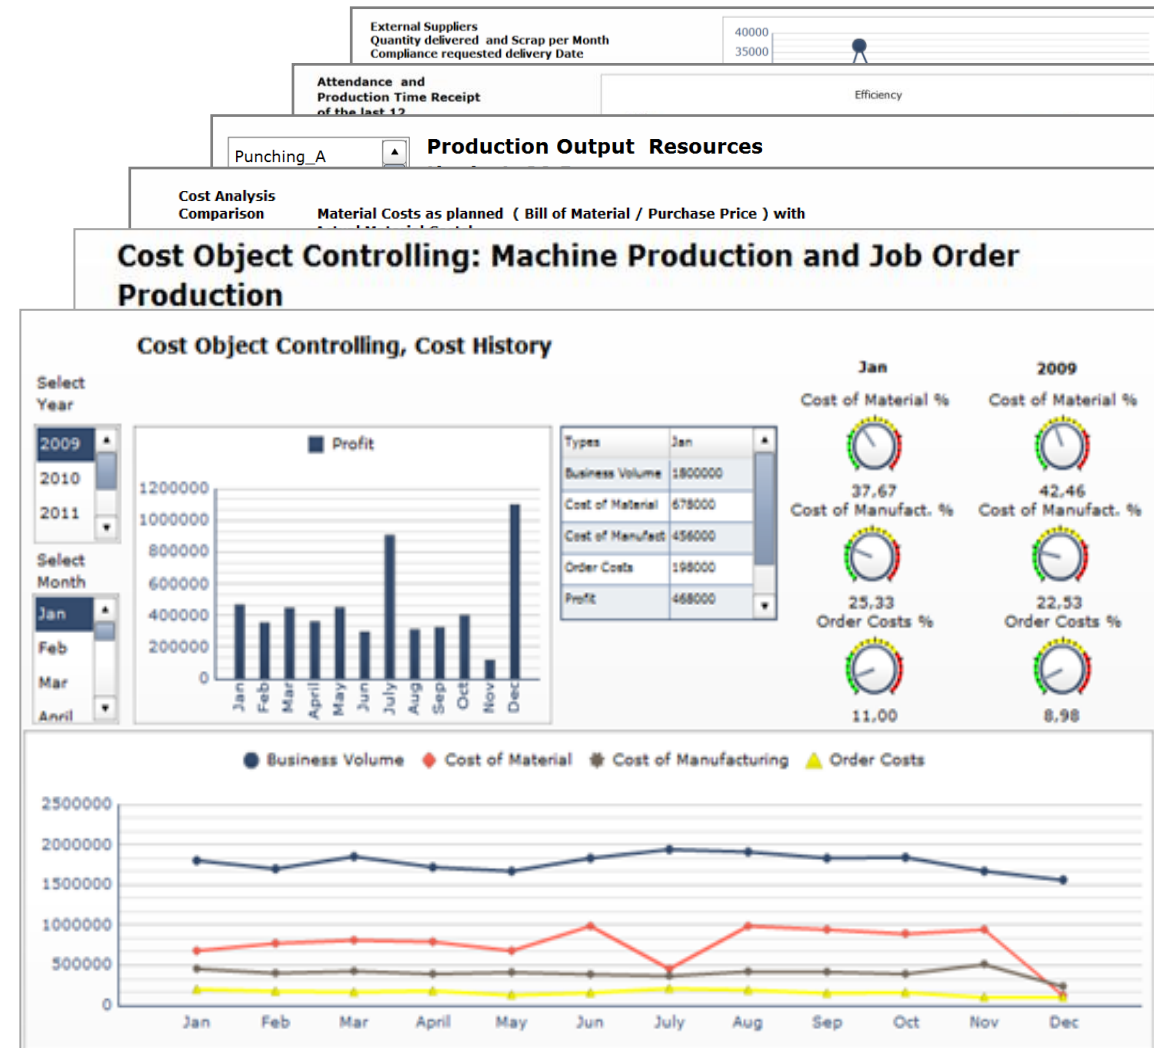 External Suppliers
Quantity delivered  and Scrap per Month
Compliance requested delivery Date
40000
35000
Attendance  and
Production Time Receipt
of the last 12
Efficiency
Punching_A
Production Output  Resources
Cost Analysis
Comparison
Material Costs as planned  ( Bill of Material / Purchase Price ) with
Cost Object Controlling: Machine Production and Job Order
Production
Cost Object Controlling, Cost History
Select
Year
2009
2010
2011
Select
Month
Jan
Feb
Mar
April
Profit
1200000
1000000
800000
600000
400000
200000
0
Jan
Feb
Mar
April
May
Jun
July
Aug
Sep
Oct
Nov
Dec
Types Jan
Business Volume 1800000
Cost of Material 678000
Cost of Manufact 456000
Order Costs 198000
Profit 468000
Jan 2009
Cost of Material % Cost of Material %
37,67 42,46
Cost of Manufact. % Cost of Manufact. %
25,33 22,53
Order Costs % Order Costs %
11,00 8,98
Business Volume Cost of Material Cost of Manufacturing Order Costs
2500000
2000000
1500000
1000000
500000
0
Jan Feb Mar April May Jun July Aug Sep Oct Nov Dec